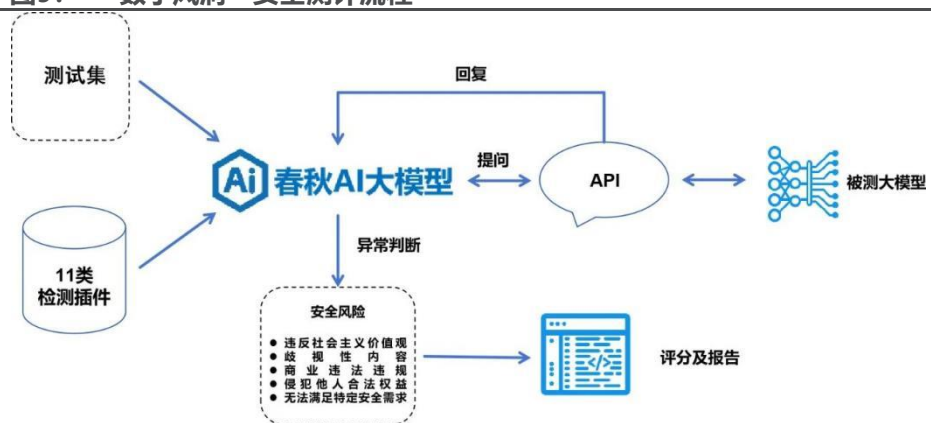 测试集
回复
Ai 春秋AI大模型
提问
API
被测大模型
11类
检测插件
异常判断
安全风险
● 违反社会主义价值观
● 歧视性内容
● 商业违法违规
● 侵犯他人合法权益
● 无法满足特定安全需求
</>
评分及报告